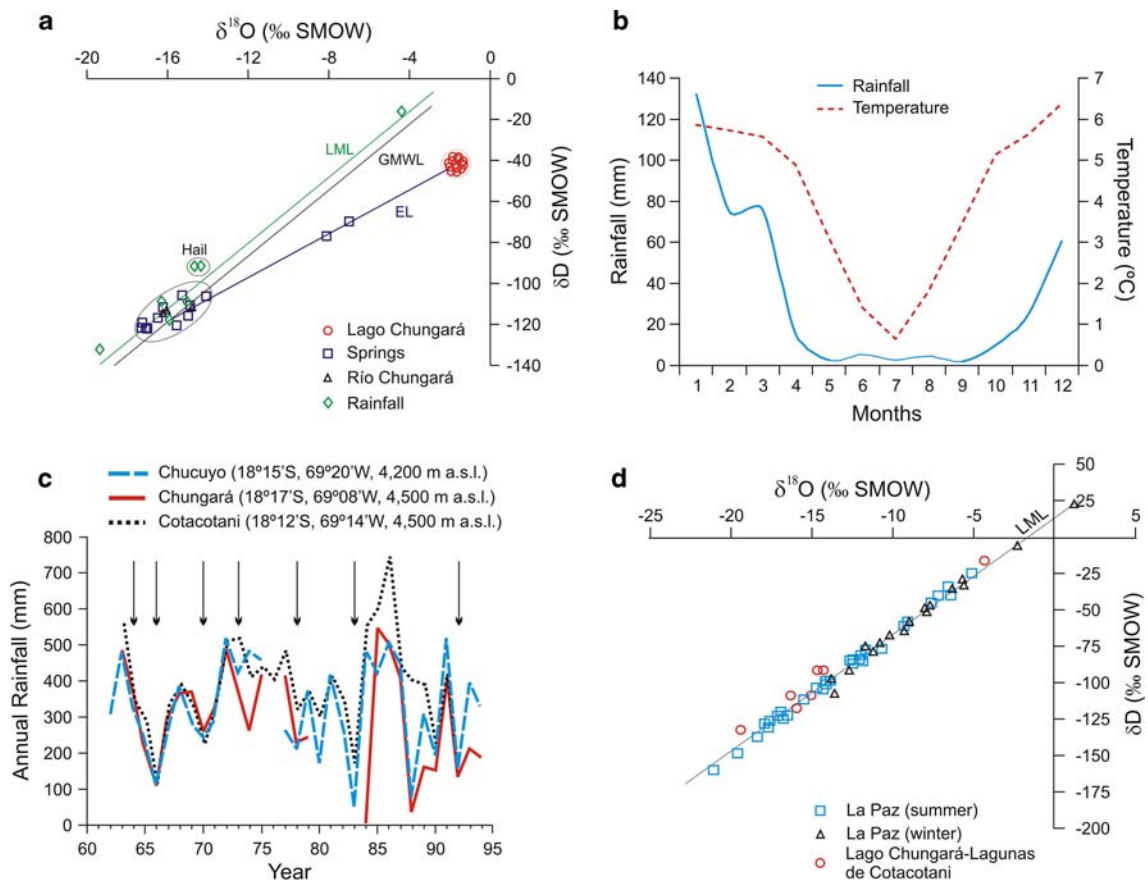 a
δ18O (‰ SMOW)
-20 -16 -12 -8 -4 0
0
-20
-40
-60
-80
-100
-120
-140
δD (‰ SMOW)
LML
GMWL
EL
Hail
Lago Chungará
Springs
Río Chungará
Rainfall
b
140
120
100
80
60
40
20
0
Rainfall (mm)
Rainfall
Temperature
7
6
5
4
3
2
1
0
Temperature (ºC)
1 2 3 4 5 6 7 8 9 10 11 12
Months
c
Chucuyo (18º15'S, 69º20'W, 4,200 m a.s.l.)
Chungará (18º17'S, 69º08'W, 4,500 m a.s.l.)
Cotacotani (18º12'S, 69º14'W, 4,500 m a.s.l.)
800
700
600
500
400
300
200
100
0
Annual Rainfall (mm)
60 65 70 75 80 85 90 95
Year
d
δ18O (‰ SMOW)
-25 -20 -15 -10 -5 5
50
25
-25
-50
-75
-100
-125
-150
-175
-200
δD (‰ SMOW)
LML
La Paz (summer)
La Paz (winter)
Lago Chungará-Lagunas
de Cotacotani